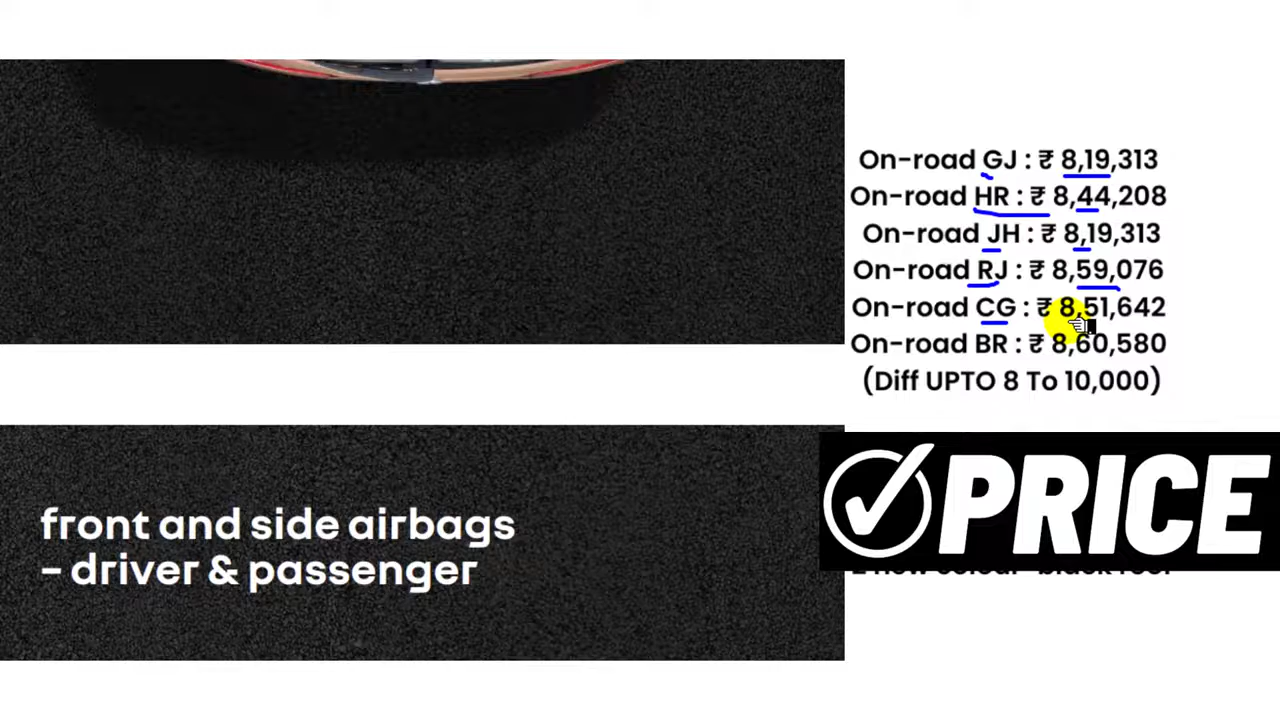 On-road GJ : ₹ 8,19,313
On-road HR : ₹ 8,44,208
On-road JH : ₹ 8,19,313
On-road RJ : ₹ 8,59,076
On-road CG : ₹ 8,51,642
On-road BR : ₹ 8,60,580
(Diff UPTO 8 To 10,000)
PRICE
front and side airbags
– driver & passenger